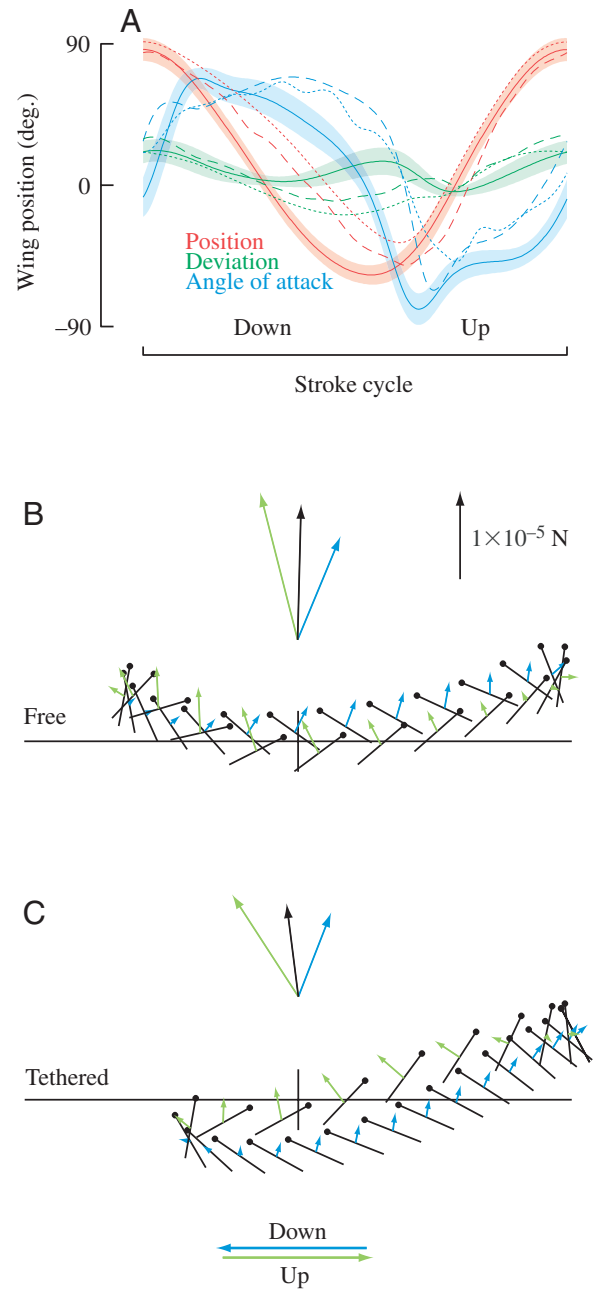 A
90
0
–90
Wing position (deg.)
Position
Deviation
Angle of attack
Down
Up
Stroke cycle
B
1×10–5 N
Free
C
Tethered
Down
Up